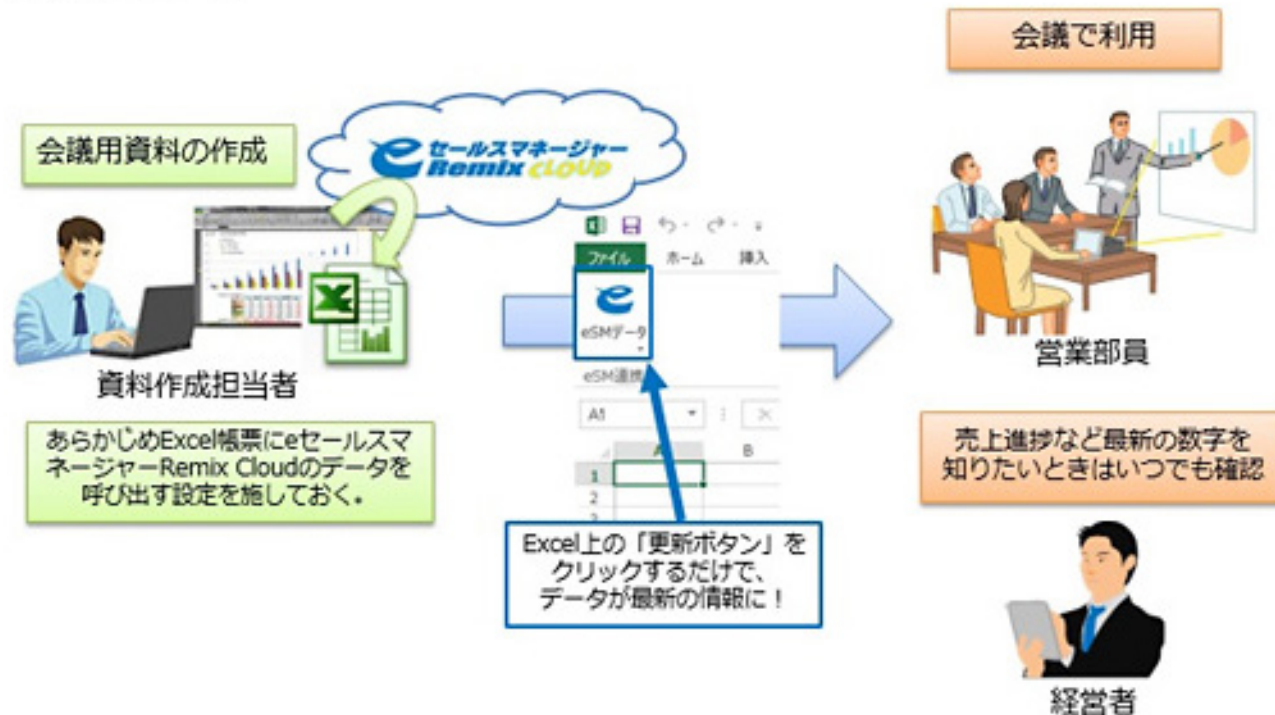 会議で利用
会議用資料の作成
eセールスマネージャー
Remix CLOUD
ファイル ホーム 挿入
eSMデータ
eSM連携
A1
A B
1
2
3
資料作成担当者
営業部員
あらかじめExcel帳票にeセールスマ
ネージャーRemix Cloudのデータを
呼び出す設定を施しておく。
売上進捗など最新の数字を
知りたいときはいつでも確認
Excel上の「更新ボタン」を
クリックするだけで、
データが最新の情報に！
経営者